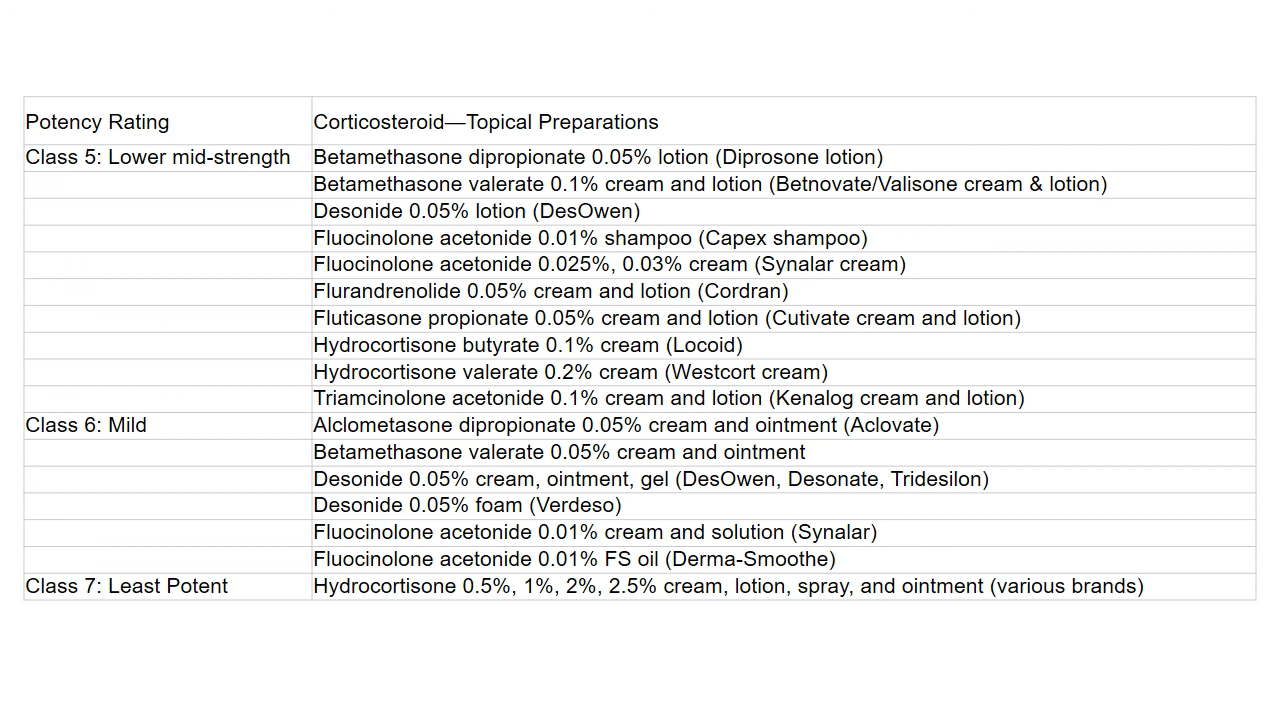 Potency Rating Corticosteroid—Topical Preparations
Class 5: Lower mid-strength Betamethasone dipropionate 0.05% lotion (Diprosone lotion)
Betamethasone valerate 0.1% cream and lotion (Betnovate/Valisone cream & lotion)
Desonide 0.05% lotion (DesOwen)
Fluocinolone acetonide 0.01% shampoo (Capex shampoo)
Fluocinolone acetonide 0.025%, 0.03% cream (Synalar cream)
Flurandrenolide 0.05% cream and lotion (Cordran)
Fluticasone propionate 0.05% cream and lotion (Cutivate cream and lotion)
Hydrocortisone butyrate 0.1% cream (Locoid)
Hydrocortisone valerate 0.2% cream (Westcort cream)
Triamcinolone acetonide 0.1% cream and lotion (Kenalog cream and lotion)
Class 6: Mild Alclometasone dipropionate 0.05% cream and ointment (Aclovate)
Betamethasone valerate 0.05% cream and ointment
Desonide 0.05% cream, ointment, gel (DesOwen, Desonate, Tridesilon)
Desonide 0.05% foam (Verdeso)
Fluocinolone acetonide 0.01% cream and solution (Synalar)
Fluocinolone acetonide 0.01% FS oil (Derma-Smoothe)
Class 7: Least Potent Hydrocortisone 0.5%, 1%, 2%, 2.5% cream, lotion, spray, and ointment (various brands)